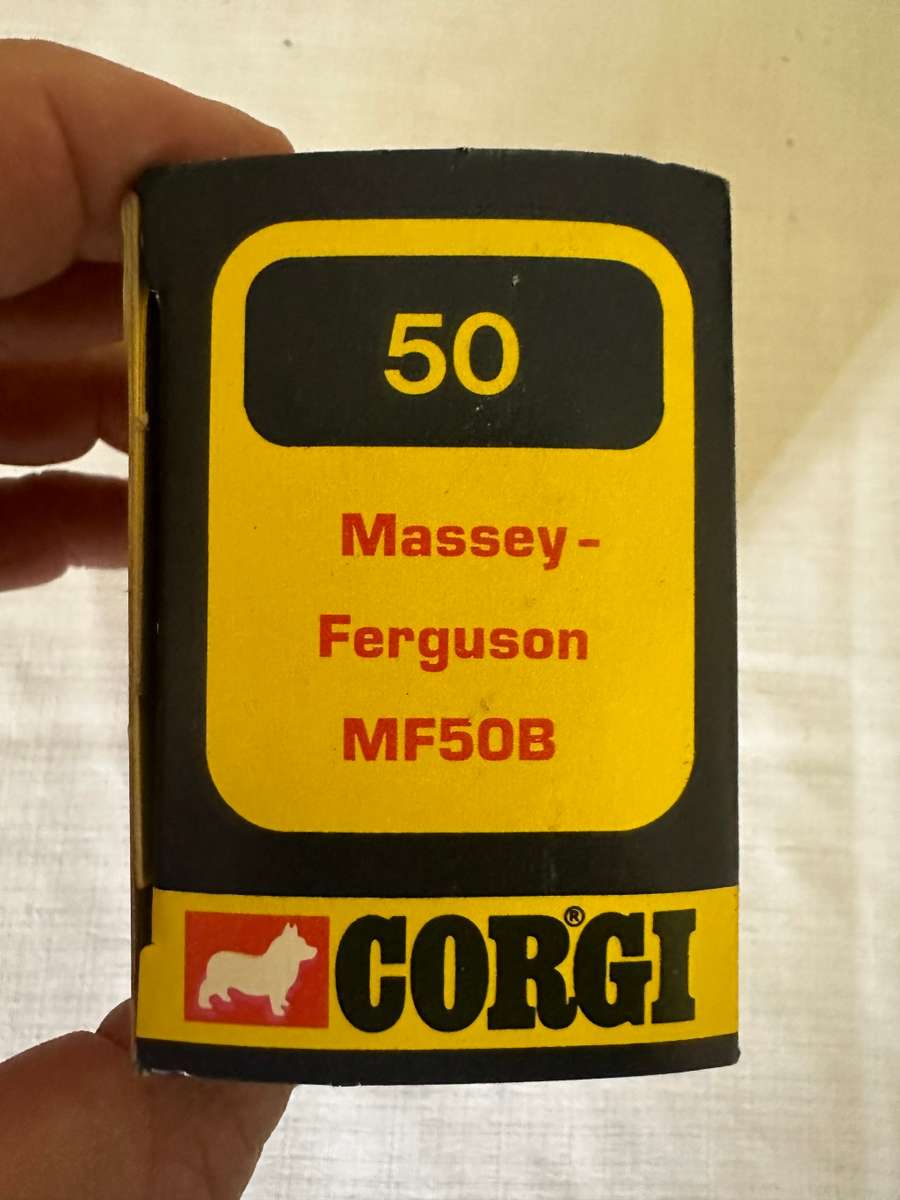 50
Massey-
Ferguson
MF50B
CORGI®